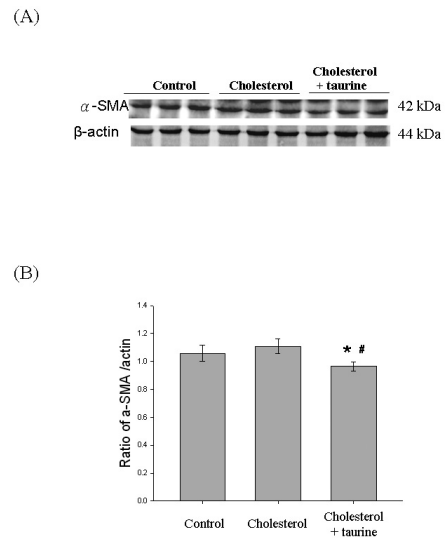 (A)
Control Cholesterol Cholesterol + taurine
α-SMA 42 kDa
β-actin 44 kDa
(B)
Ratio of a-SMA /actin
1.4
1.2
1.0
0.8
0.6
0.4
0.2
0.0
* #
Control Cholesterol Cholesterol + taurine